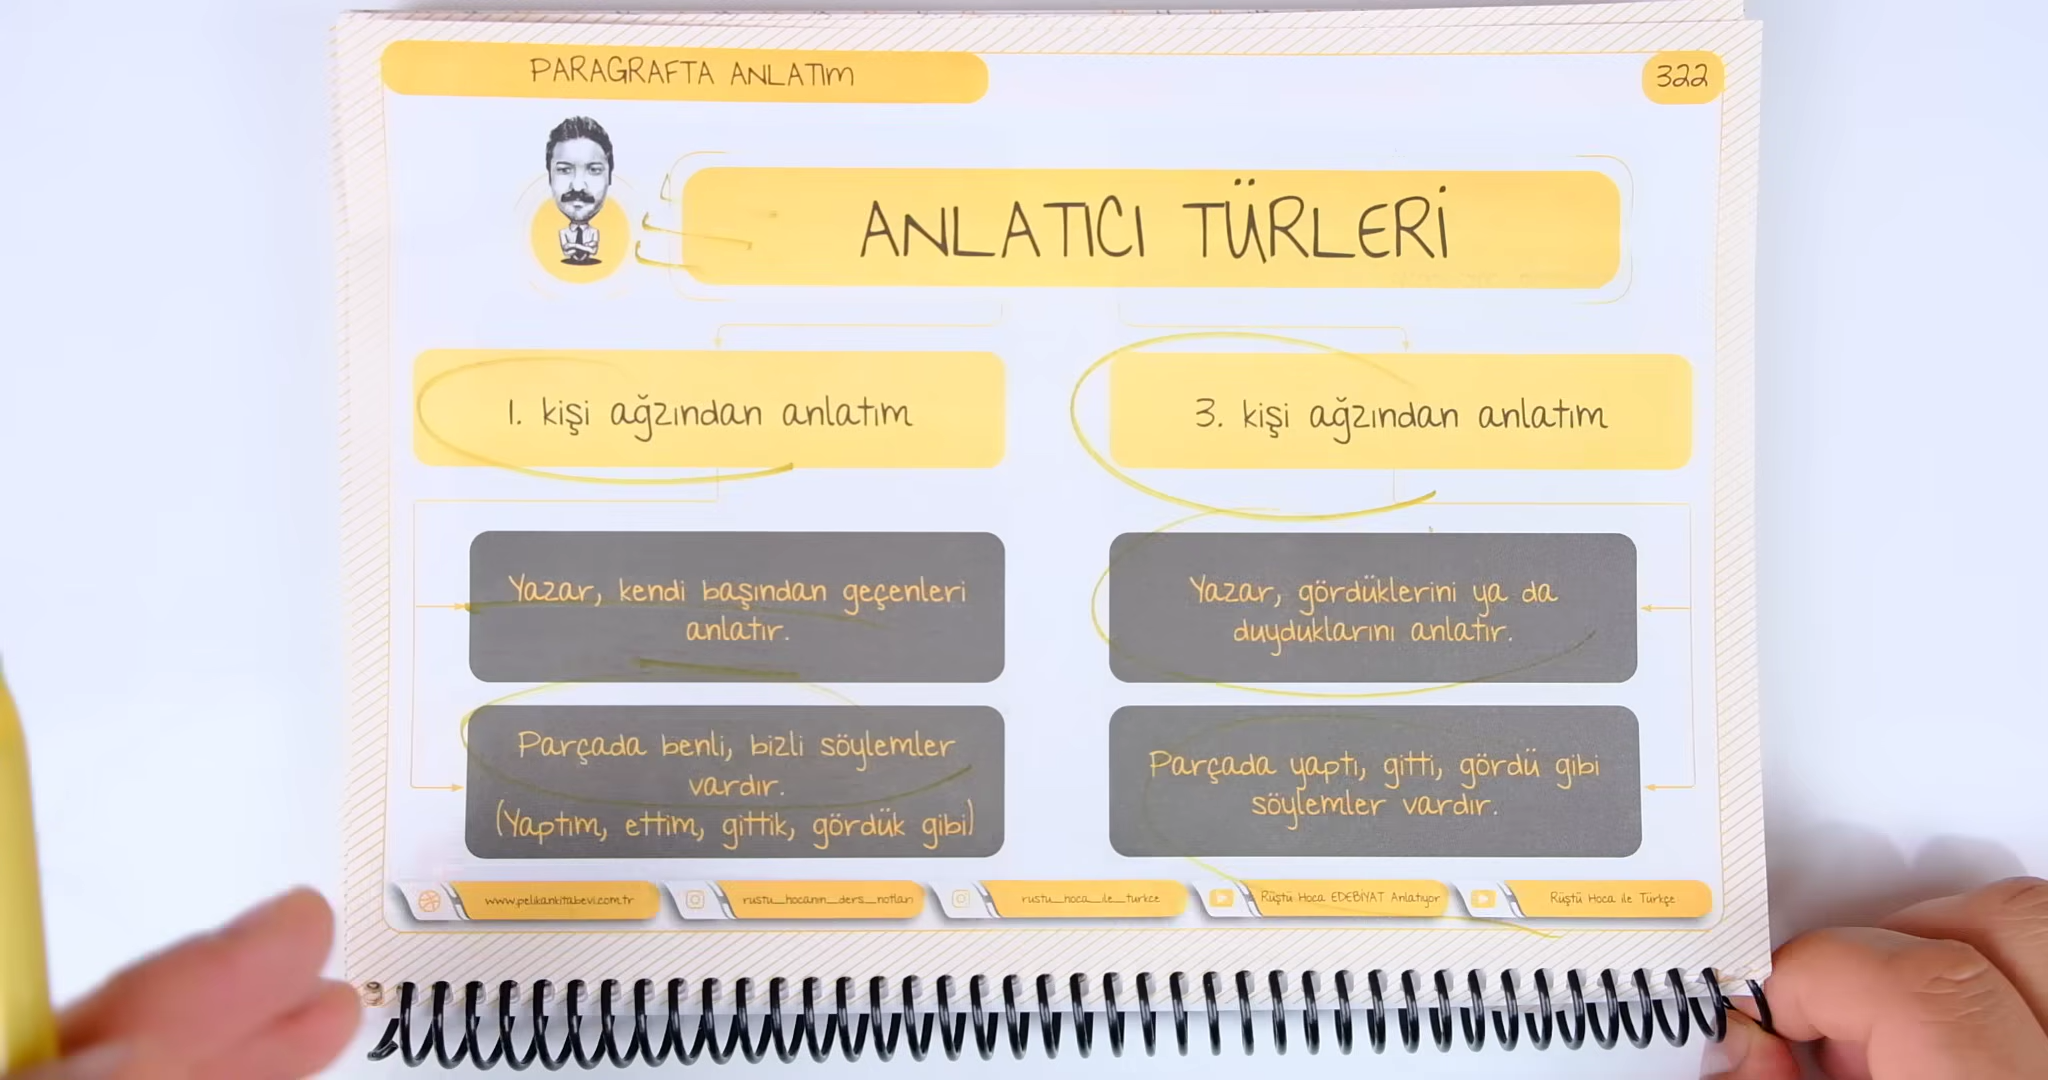 PARAGRAFTA ANLATIM
322
ANLATICI TÜRLERİ
1. kişi ağzından anlatım
3. kişi ağzından anlatım
Yazar, kendi başından geçenleri
anlatır.
Yazar, gördüklerini ya da
duyduklarını anlatır.
Parçada benli, bizli söylemler
vardır.
(Yaptım, ettim, gittik, gördük gibi)
Parçada yaptı, gitti, gördü gibi
söylemler vardır.
www.pelikankitabevi.com.tr
rustu_hocanın_ders_notları
rustu_hoca_ile_turkce
Rüştü Hoca EDEBİYAT Anlatıyor
Rüştü Hoca ile Türkçe